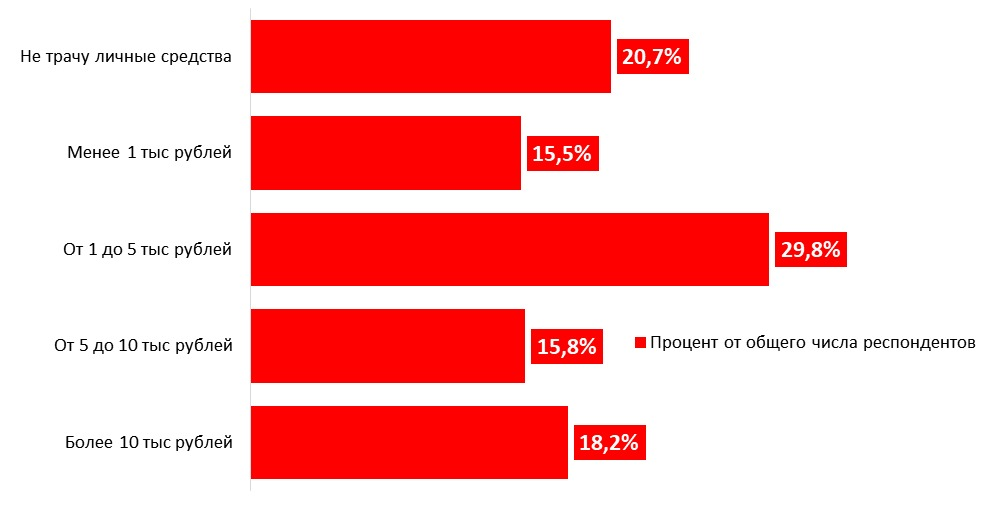 Не трачу личные средства
20,7%
Менее 1 тыс рублей
15,5%
От 1 до 5 тыс рублей
29,8%
От 5 до 10 тыс рублей
15,8%
Процент от общего числа респондентов
Более 10 тыс рублей
18,2%